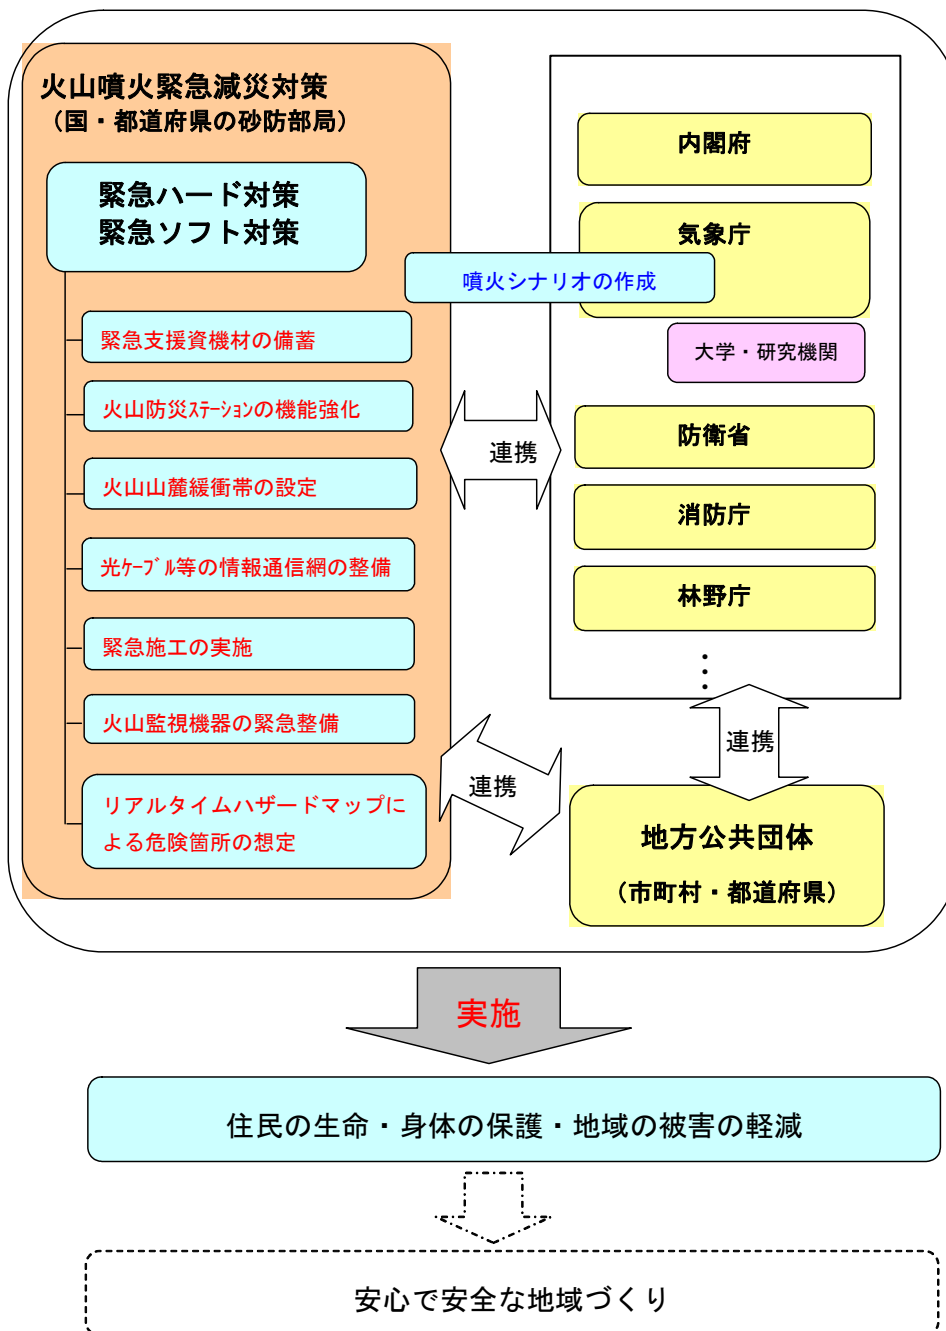 火山噴火緊急減災対策
（国・都道府県の砂防部局）
緊急ハード対策
緊急ソフト対策
緊急支援資機材の備蓄
火山防災ｽﾃｰｼｮﾝの機能強化
火山山麓緩衝帯の設定
光ｹｰﾌﾞﾙ等の情報通信網の整備
緊急施工の実施
火山監視機器の緊急整備
リアルタイムハザードマップに
よる危険箇所の想定
噴火シナリオの作成
連携
連携
内閣府
気象庁
大学・研究機関
防衛省
消防庁
林野庁
⋮
連携
地方公共団体
（市町村・都道府県）
実施
住民の生命・身体の保護・地域の被害の軽減
安心で安全な地域づくり